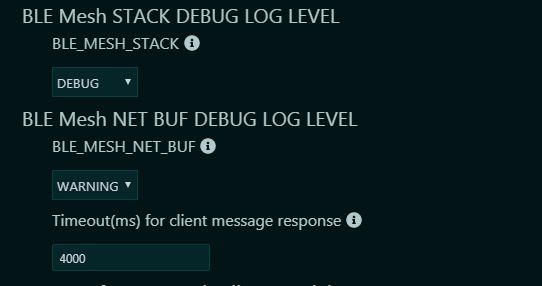 BLE Mesh STACK DEBUG LOG LEVEL
BLE_MESH_STACK
DEBUG
BLE Mesh NET BUF DEBUG LOG LEVEL
BLE_MESH_NET_BUF
WARNING
Timeout(ms) for client message response
4000